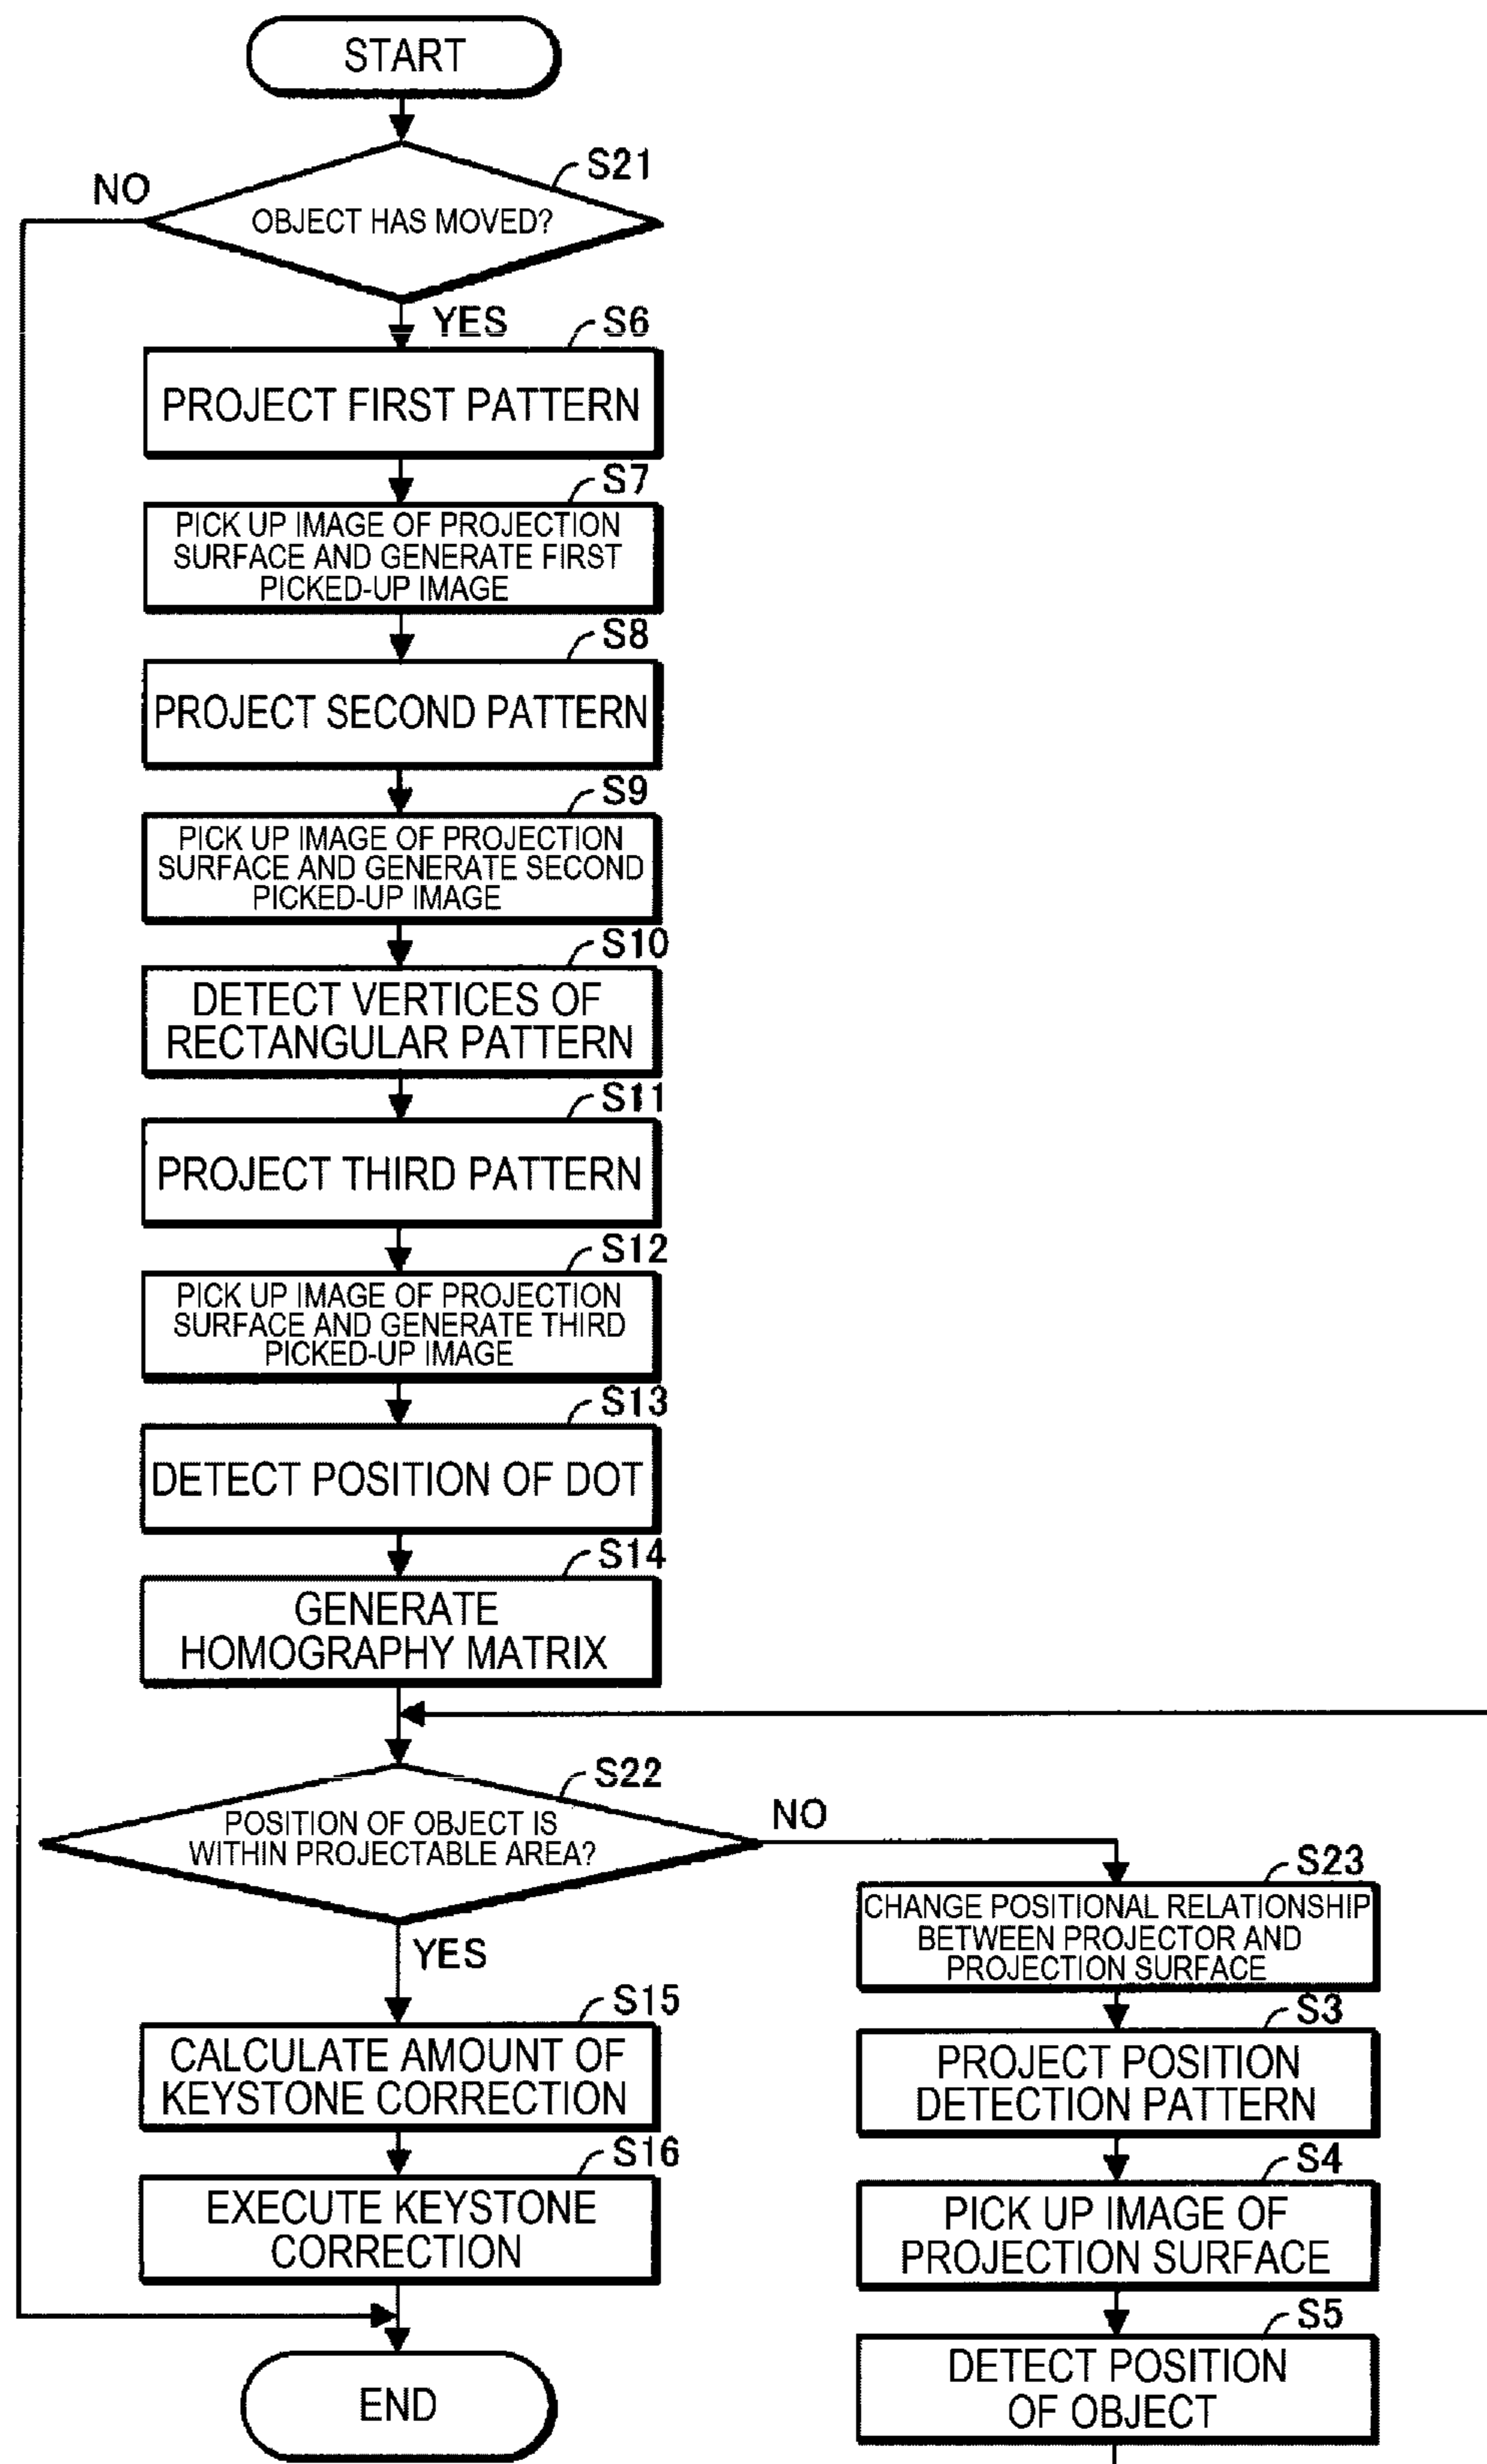 START
S21
NO
OBJECT HAS MOVED?
YES
S6
PROJECT FIRST PATTERN
S7
PICK UP IMAGE OF PROJECTION
SURFACE AND GENERATE FIRST
PICKED-UP IMAGE
S8
PROJECT SECOND PATTERN
S9
PICK UP IMAGE OF PROJECTION
SURFACE AND GENERATE SECOND
PICKED-UP IMAGE
S10
DETECT VERTICES OF
RECTANGULAR PATTERN
S11
PROJECT THIRD PATTERN
S12
PICK UP IMAGE OF PROJECTION
SURFACE AND GENERATE THIRD
PICKED-UP IMAGE
S13
DETECT POSITION OF DOT
S14
GENERATE
HOMOGRAPHY MATRIX
S22
POSITION OF OBJECT IS
WITHIN PROJECTABLE AREA?
NO
YES
S15
CALCULATE AMOUNT OF
KEYSTONE CORRECTION
S16
EXECUTE KEYSTONE
CORRECTION
END
S23
CHANGE POSITIONAL RELATIONSHIP
BETWEEN PROJECTOR AND
PROJECTION SURFACE
S3
PROJECT POSITION
DETECTION PATTERN
S4
PICK UP IMAGE OF
PROJECTION SURFACE
S5
DETECT POSITION
OF OBJECT